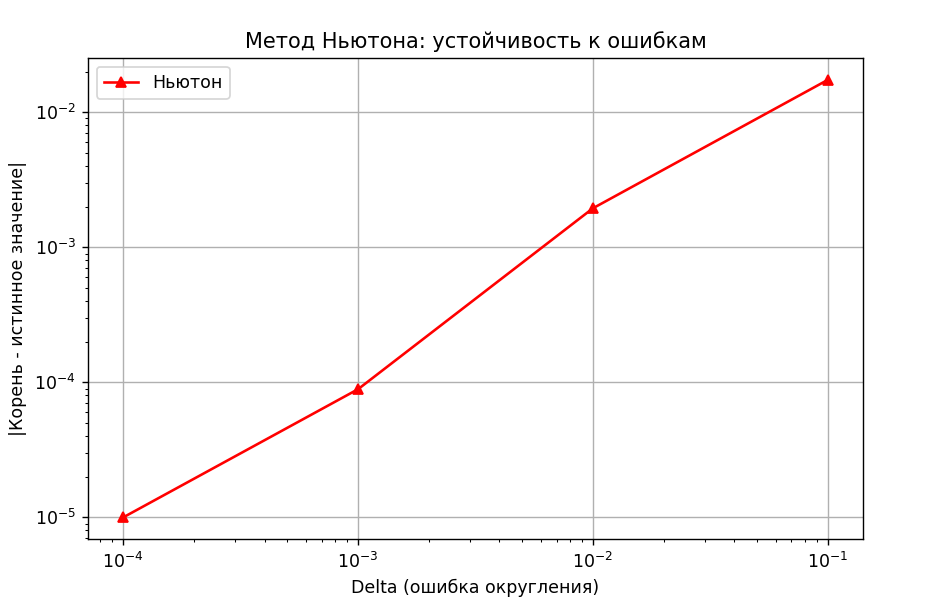 Метод Ньютона: устойчивость к ошибкам
Ньютон
|Корень - истинное значение|
10⁻²
10⁻³
10⁻⁴
10⁻⁵
10⁻⁴ 10⁻³ 10⁻² 10⁻¹
Delta (ошибка округления)